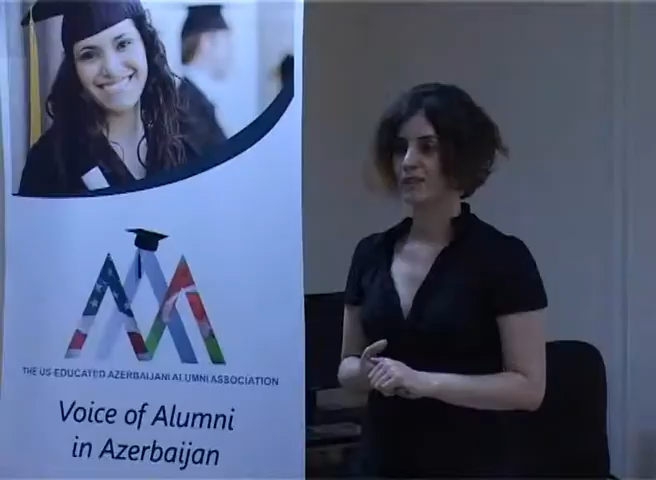 THE US-EDUCATED AZERBAIJANI ALUMNI ASSOCIATION
Voice of Alumni
in Azerbaijan